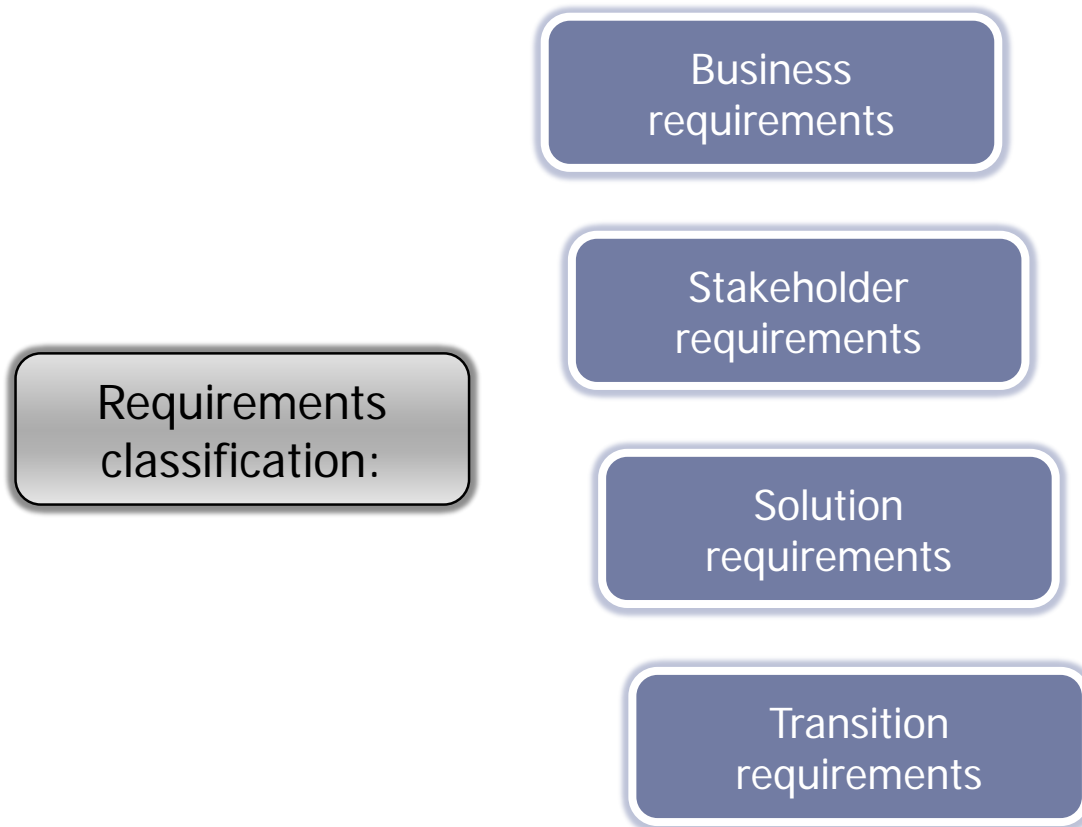 Business
requirements
Stakeholder
requirements
Requirements
classification:
Solution
requirements
Transition
requirements